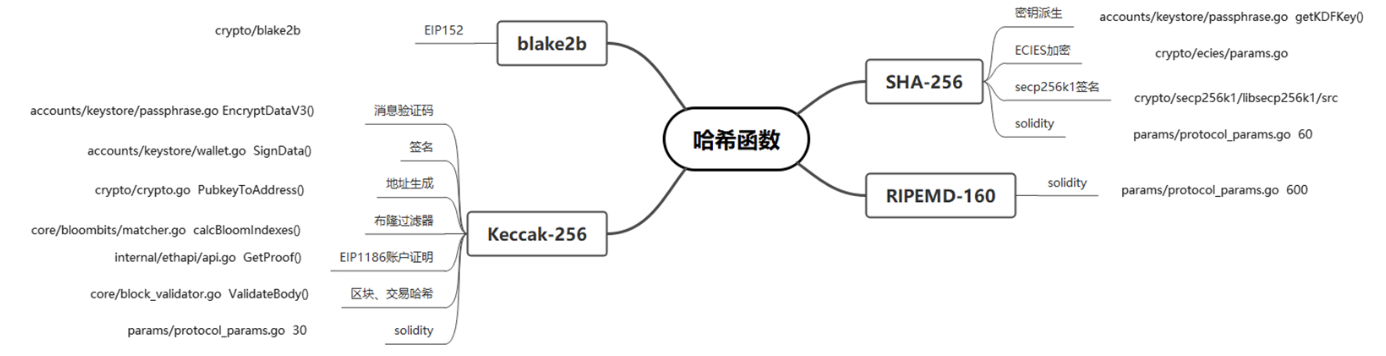 哈希函数
blake2b
EIP152
crypto/blake2b
Keccak-256
消息验证码
accounts/keystore/passphrase.go EncryptDataV3()
签名
accounts/keystore/wallet.go SignData()
地址生成
crypto/crypto.go PubkeyToAddress()
布隆过滤器
core/bloombits/matcher.go calcBloomIndexes()
EIP1186账户证明
internal/ethapi/api.go GetProof()
区块、交易哈希
core/block_validator.go ValidateBody()
solidity
params/protocol_params.go 30
SHA-256
密钥派生
accounts/keystore/passphrase.go getKDFKey()
ECIES加密
crypto/ecies/params.go
secp256k1签名
crypto/secp256k1/libsecp256k1/src
solidity
params/protocol_params.go 60
RIPEMD-160
solidity
params/protocol_params.go 600